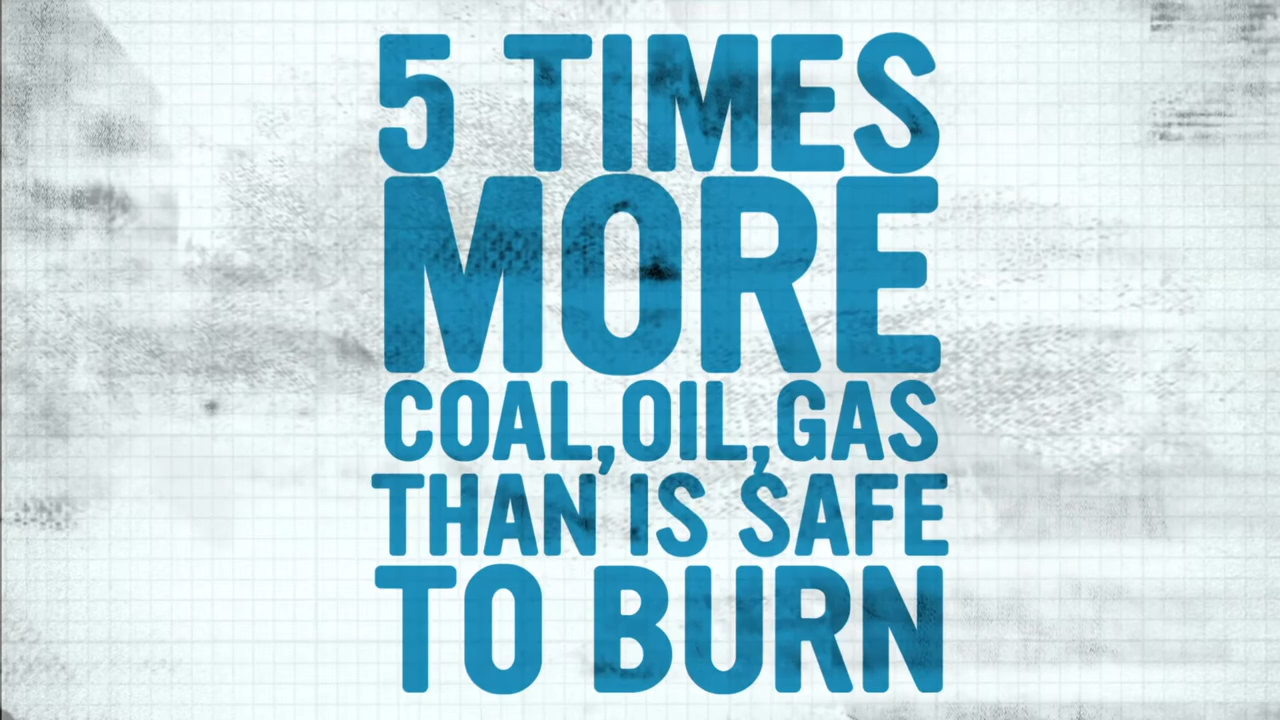 5 TIMES
MORE
COAL,OIL,GAS
THAN IS SAFE
TO BURN